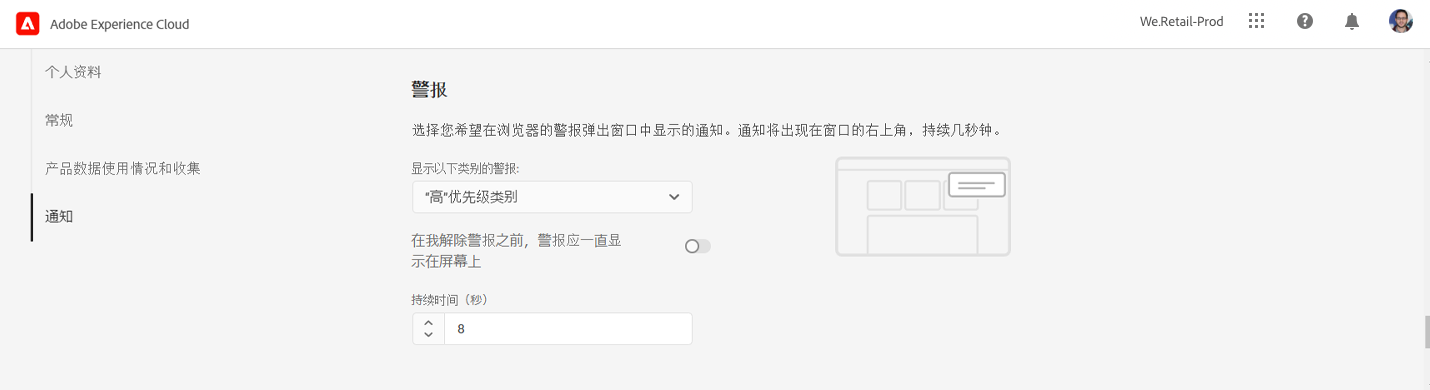 Adobe Experience Cloud
We.Retail-Prod
个人资料
常规
产品数据使用情况和收集
通知
警报
选择您希望在浏览器的警报弹出窗口中显示的通知。通知将出现在窗口的右上角，持续几秒钟。
显示以下类别的警报:
“高”优先级类别
在我解除警报之前，警报应一直显
示在屏幕上
持续时间（秒）
8